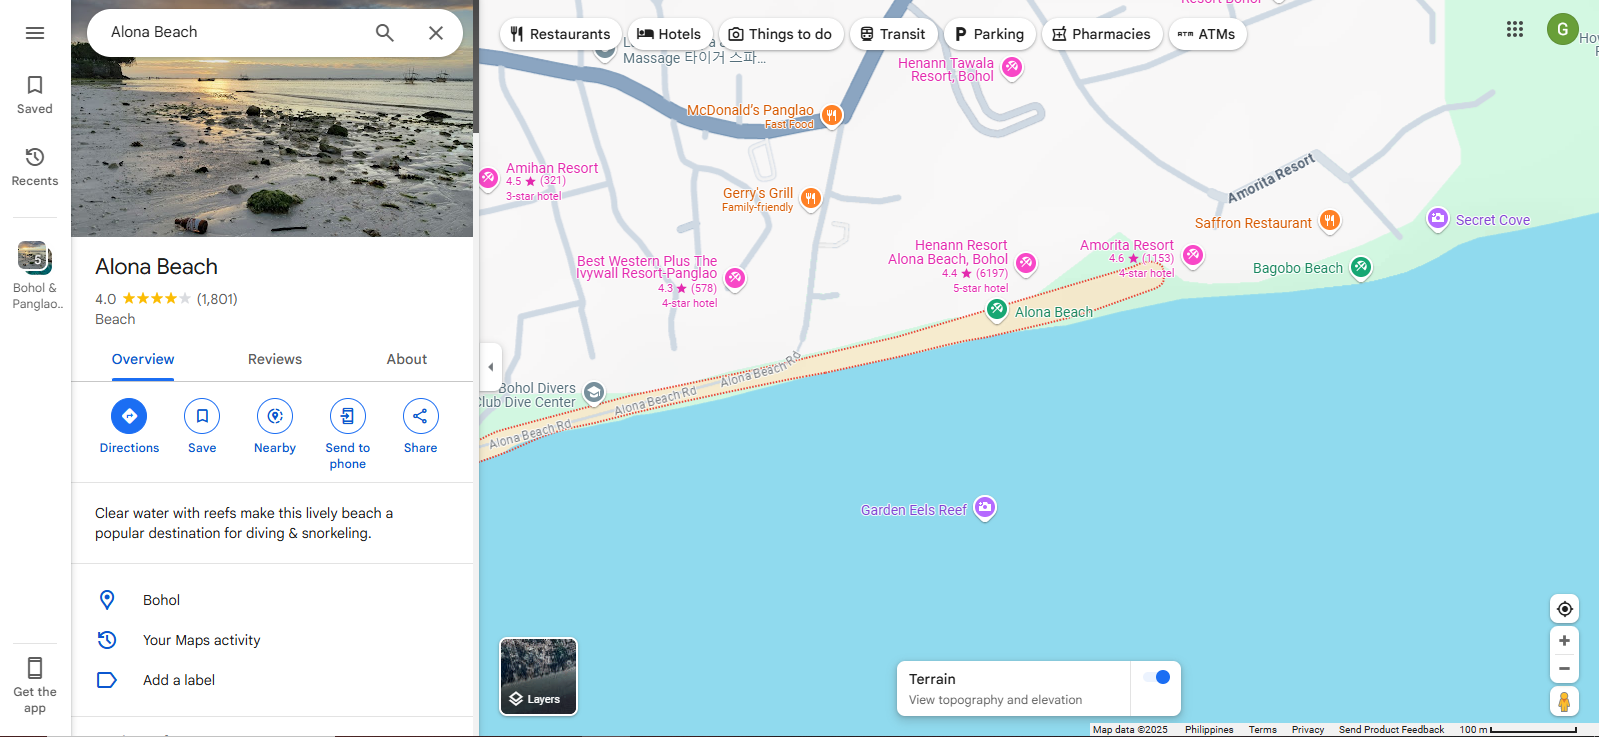 Alona Beach
Saved
Recents
5
Bohol &
Panglao..
Get the
app
Alona Beach
4.0 (1,801)
Beach
Overview
Reviews
About
Directions
Save
Nearby
Send to
phone
Share
Clear water with reefs make this lively beach a
popular destination for diving & snorkeling.
Bohol
Your Maps activity
Add a label
Restaurants
Hotels
Things to do
Transit
Parking
Pharmacies
ATM ATMs
G
Massage 타이거 스파...
Henann Tawala
Resort, Bohol
McDonald's Panglao
Fast Food
Amihan Resort
4.5 ★ (321)
3-star hotel
Gerry's Grill
Family-friendly
Amorita Resort
Saffron Restaurant
Secret Cove
Best Western Plus The
Ivywall Resort-Panglao
4.3 ★ (578)
4-star hotel
Henann Resort
Alona Beach, Bohol
4.4 ★ (6197)
5-star hotel
Amorita Resort
4.6 ★ (1153)
4-star hotel
Bagobo Beach
Alona Beach
Alona Beach Rd
Alona Beach Rd
Alona Beach Rd
Bohol Divers
Club Dive Center
Garden Eels Reef
Layers
Terrain
View topography and elevation
Map data ©2025
Philippines
Terms
Privacy
Send Product Feedback
100 m